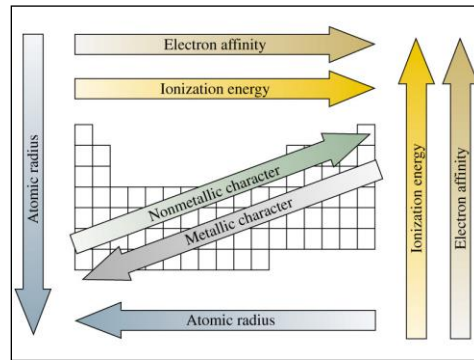 Electron affinity
Ionization energy
Atomic radius
Nonmetallic character
Metallic character
Ionization energy
Electron affinity
Atomic radius